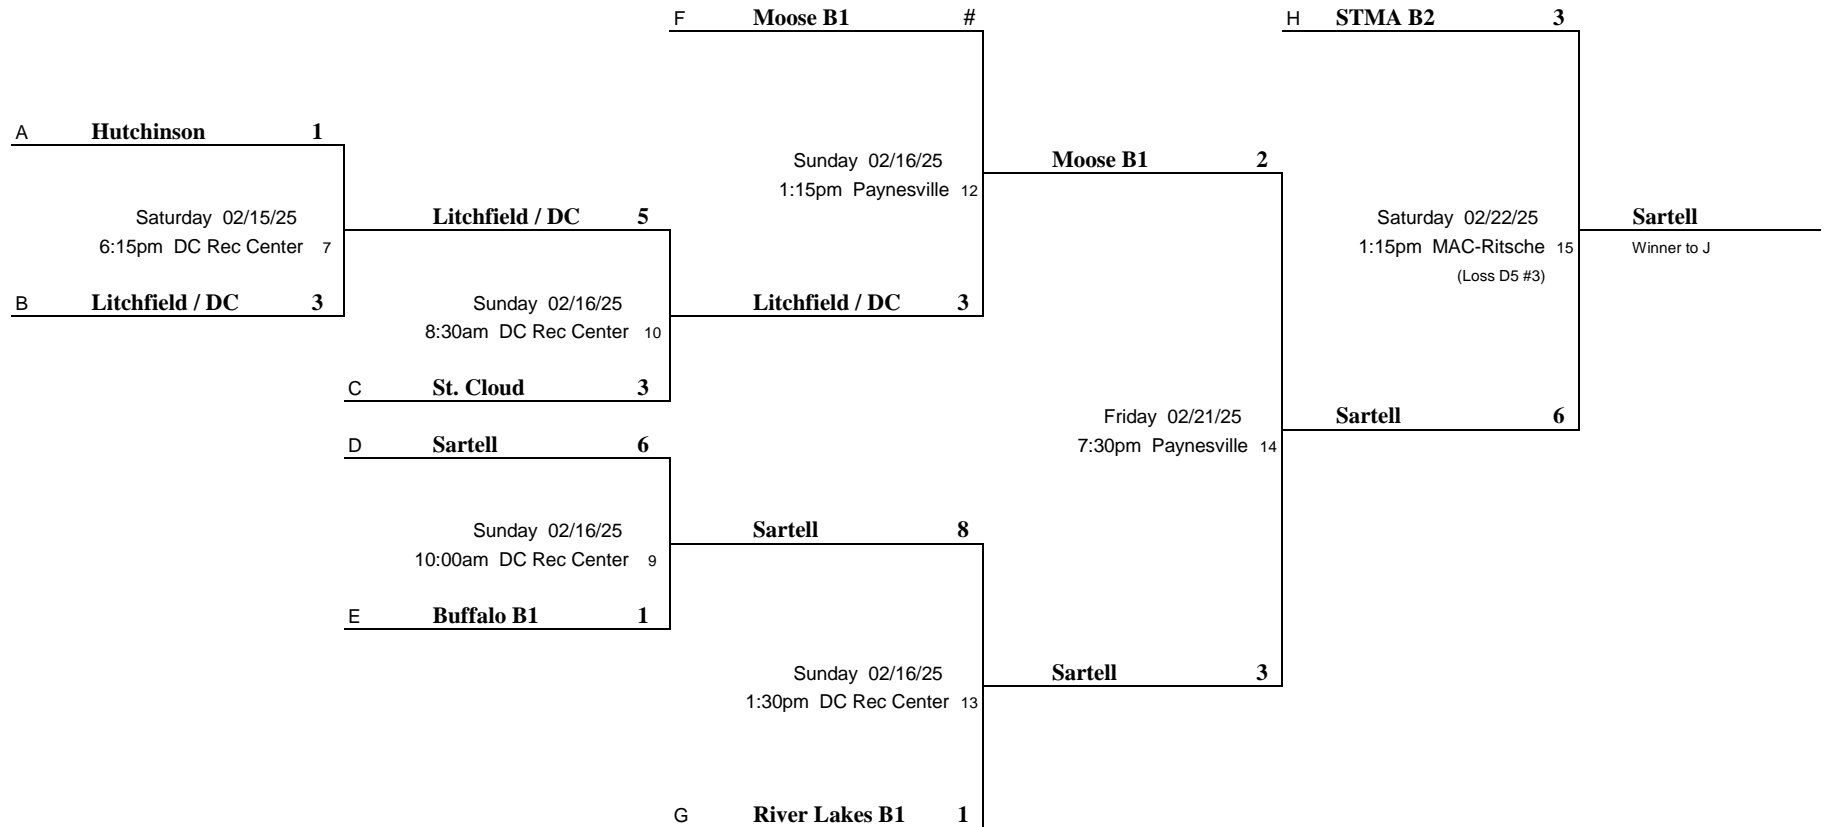 F Moose B1 #
H STMA B2 3
A Hutchinson 1
Sunday 02/16/25
Moose B1 2
1:15pm Paynesville 12
Saturday 02/15/25
Litchfield / DC 5
Saturday 02/22/25
Sartell
6:15pm DC Rec Center 7
1:15pm MAC-Ritsche 15
Winner to J
(Loss D5 #3)
B Litchfield / DC 3
Sunday 02/16/25
Litchfield / DC 3
8:30am DC Rec Center 10
C St. Cloud 3
Friday 02/21/25
Sartell 6
D Sartell 6
7:30pm Paynesville 14
Sunday 02/16/25
Sartell 8
10:00am DC Rec Center 9
E Buffalo B1 1
Sunday 02/16/25
Sartell 3
1:30pm DC Rec Center 13
G River Lakes B1 1